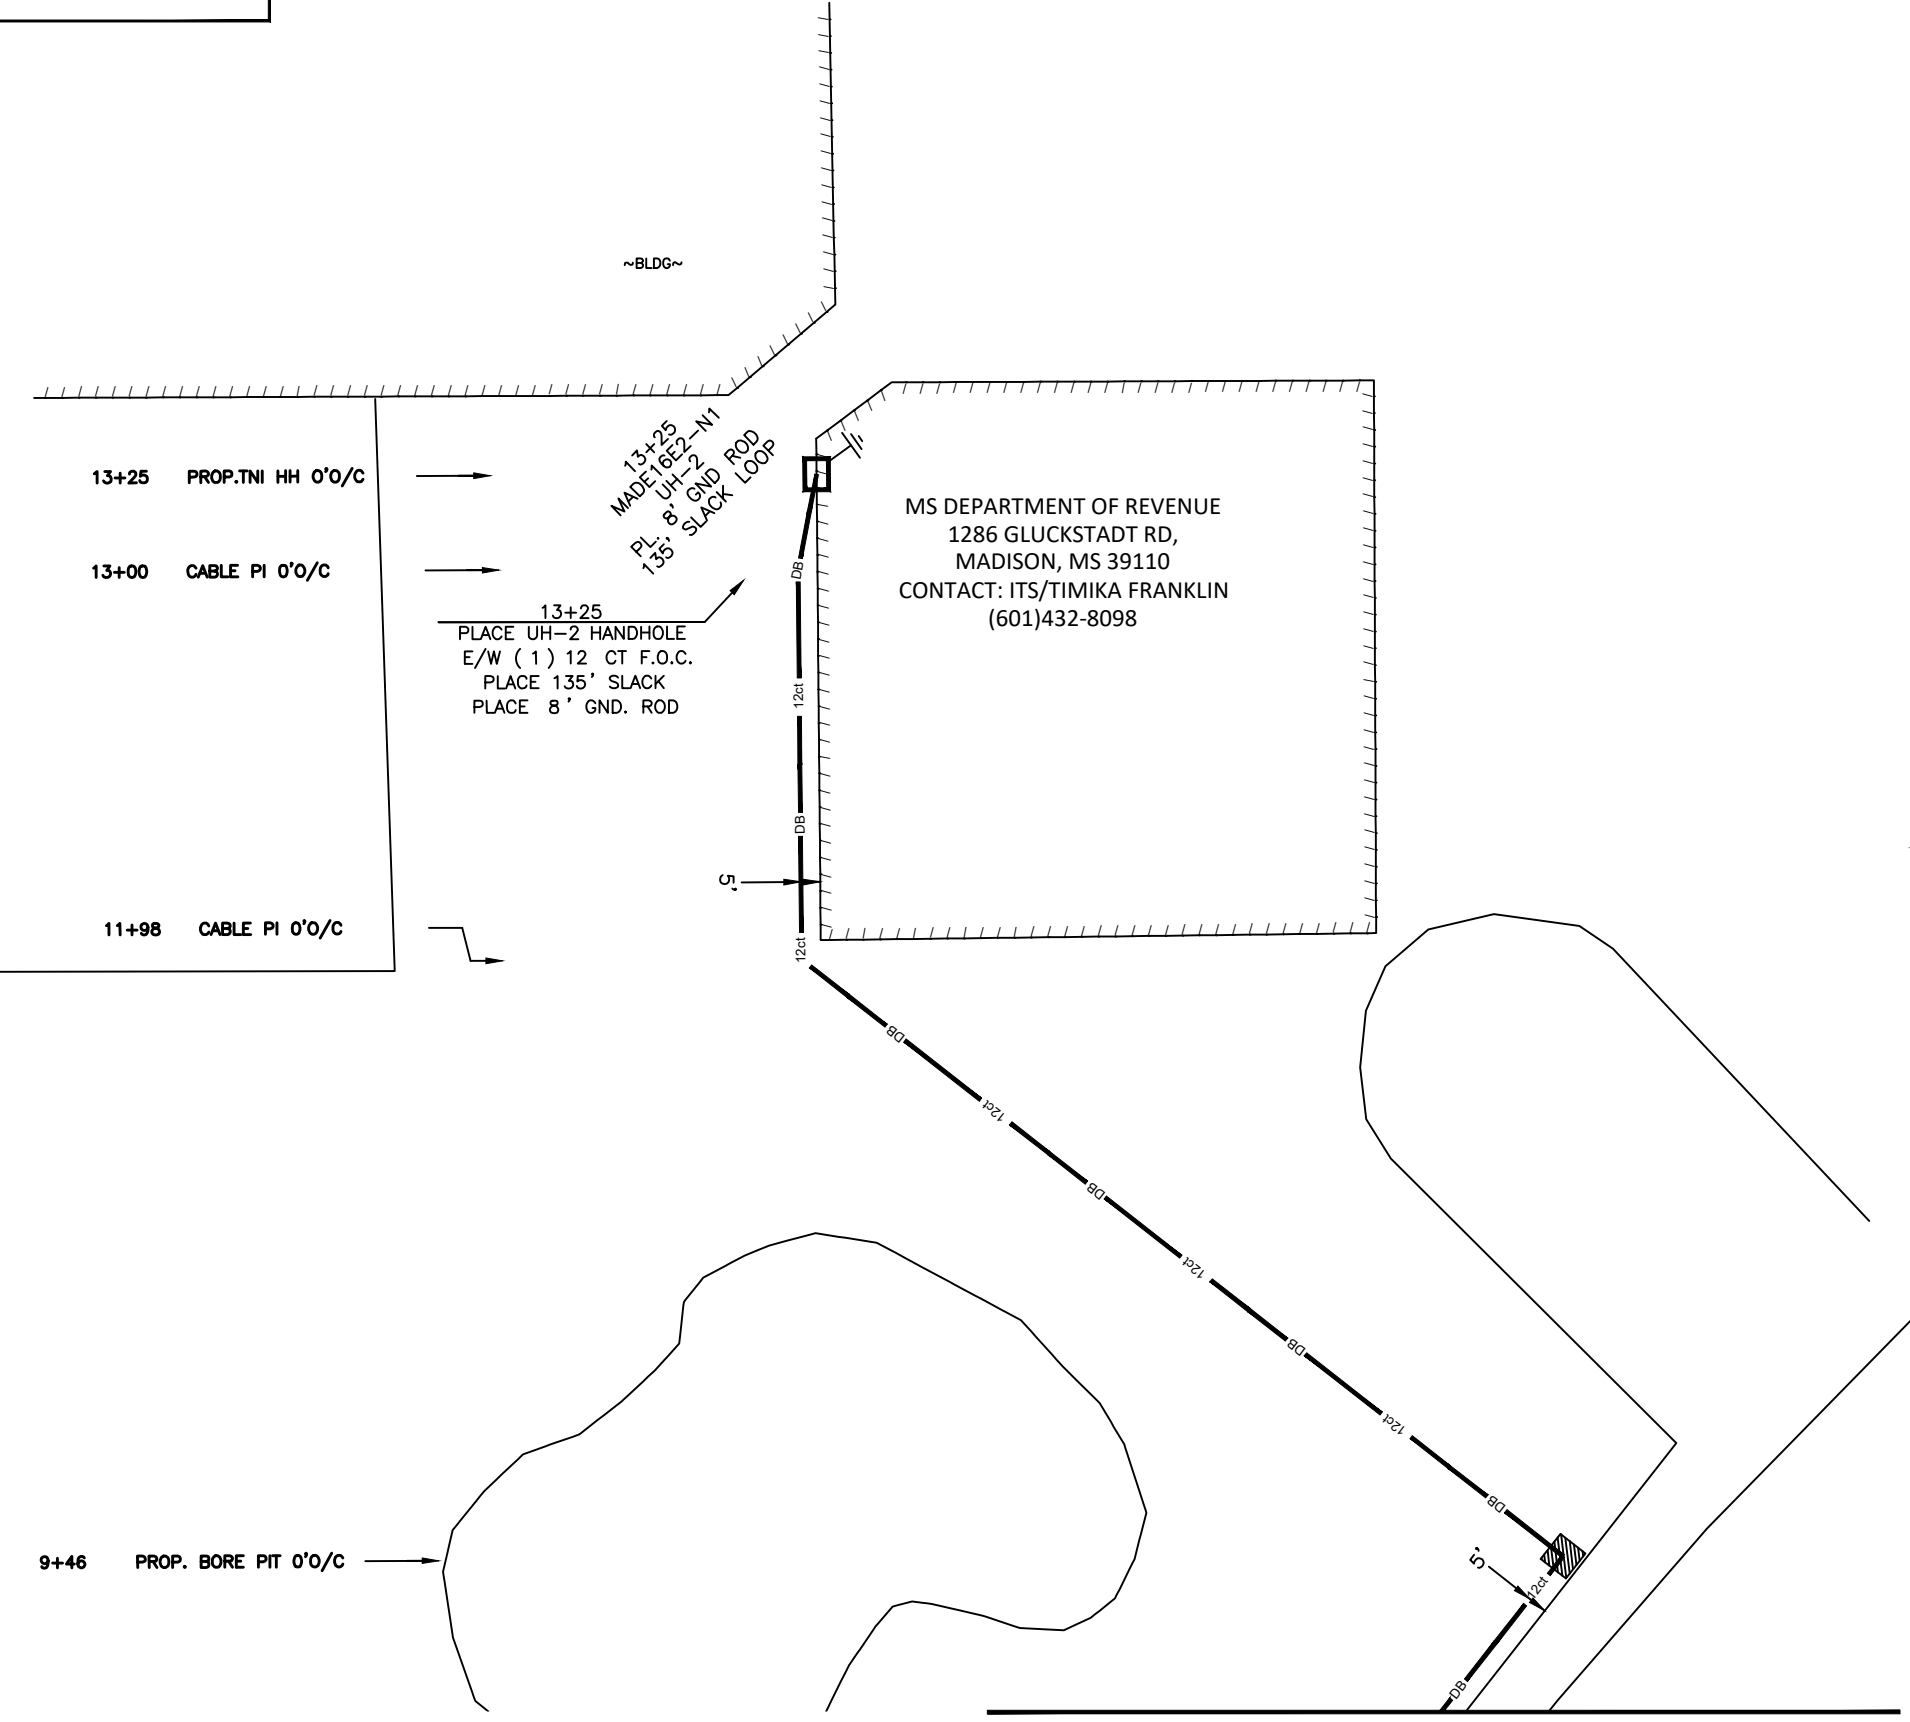 ~BLDG~
13+25 PROP.TNI HH 0'O/C
13+25
MADE16E2-N1
UH-2
PL. 8' GND ROD
135' SLACK LOOP
MS DEPARTMENT OF REVENUE
1286 GLUCKSTADT RD,
MADISON, MS 39110
CONTACT: ITS/TIMIKA FRANKLIN
(601)432-8098
13+00 CABLE PI 0'O/C
DB
13+25
PLACE UH-2 HANDHOLE
E/W ( 1 ) 12 CT F.O.C.
PLACE 135' SLACK
PLACE 8' GND. ROD
12ct
DB
5'
11+98 CABLE PI 0'O/C
12ct
DB
12ct
DB
12ct
DB
12ct
DB
9+46 PROP. BORE PIT 0'O/C
5'
12ct
DB